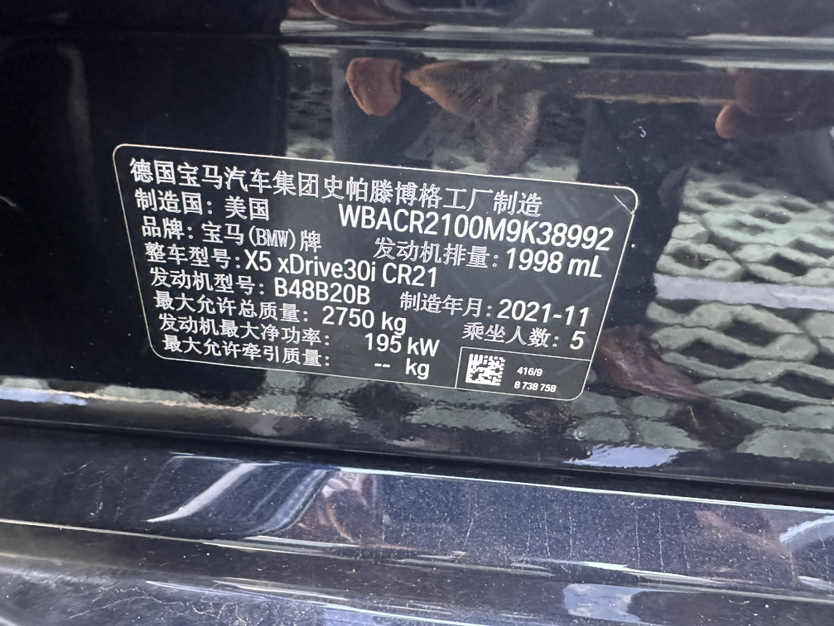 德国宝马汽车集团史帕滕博格工厂制造
制造国: 美国 WBACR2100M9K38992
品牌: 宝马(BMW)牌 发动机排量: 1998 mL
整车型号: X5 xDrive30i CR21
发动机型号: B48B20B 制造年月: 2021-11
最大允许总质量: 2750 kg 乘坐人数: 5
发动机最大净功率: 195 kW
最大允许牵引质量: -- kg
416/9
8 738 758